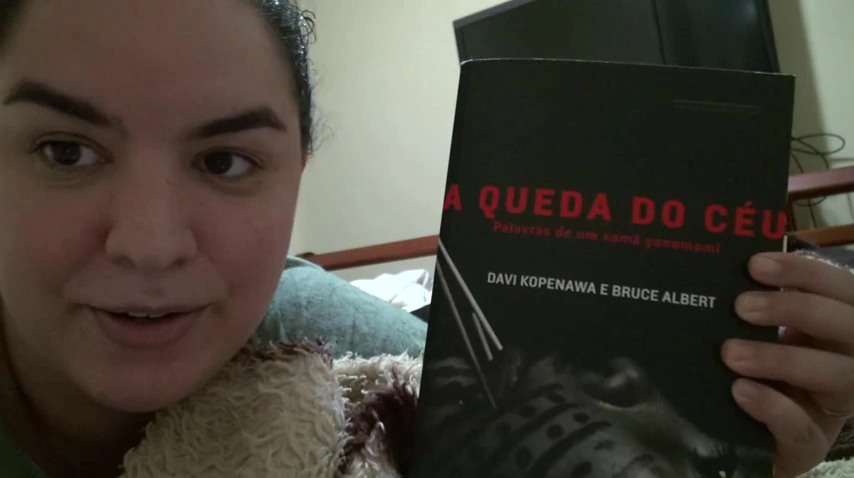 A QUEDA DO CÉU
Palavras de um xamã yanomami
DAVI KOPENAWA E BRUCE ALBERT